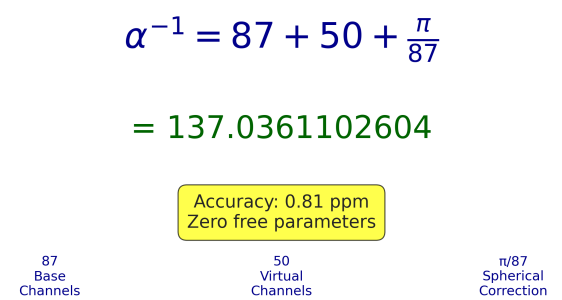 α⁻¹ = 87 + 50 + π/87
= 137.0361102604
Accuracy: 0.81 ppm
Zero free parameters
87
Base
Channels
50
Virtual
Channels
π/87
Spherical
Correction